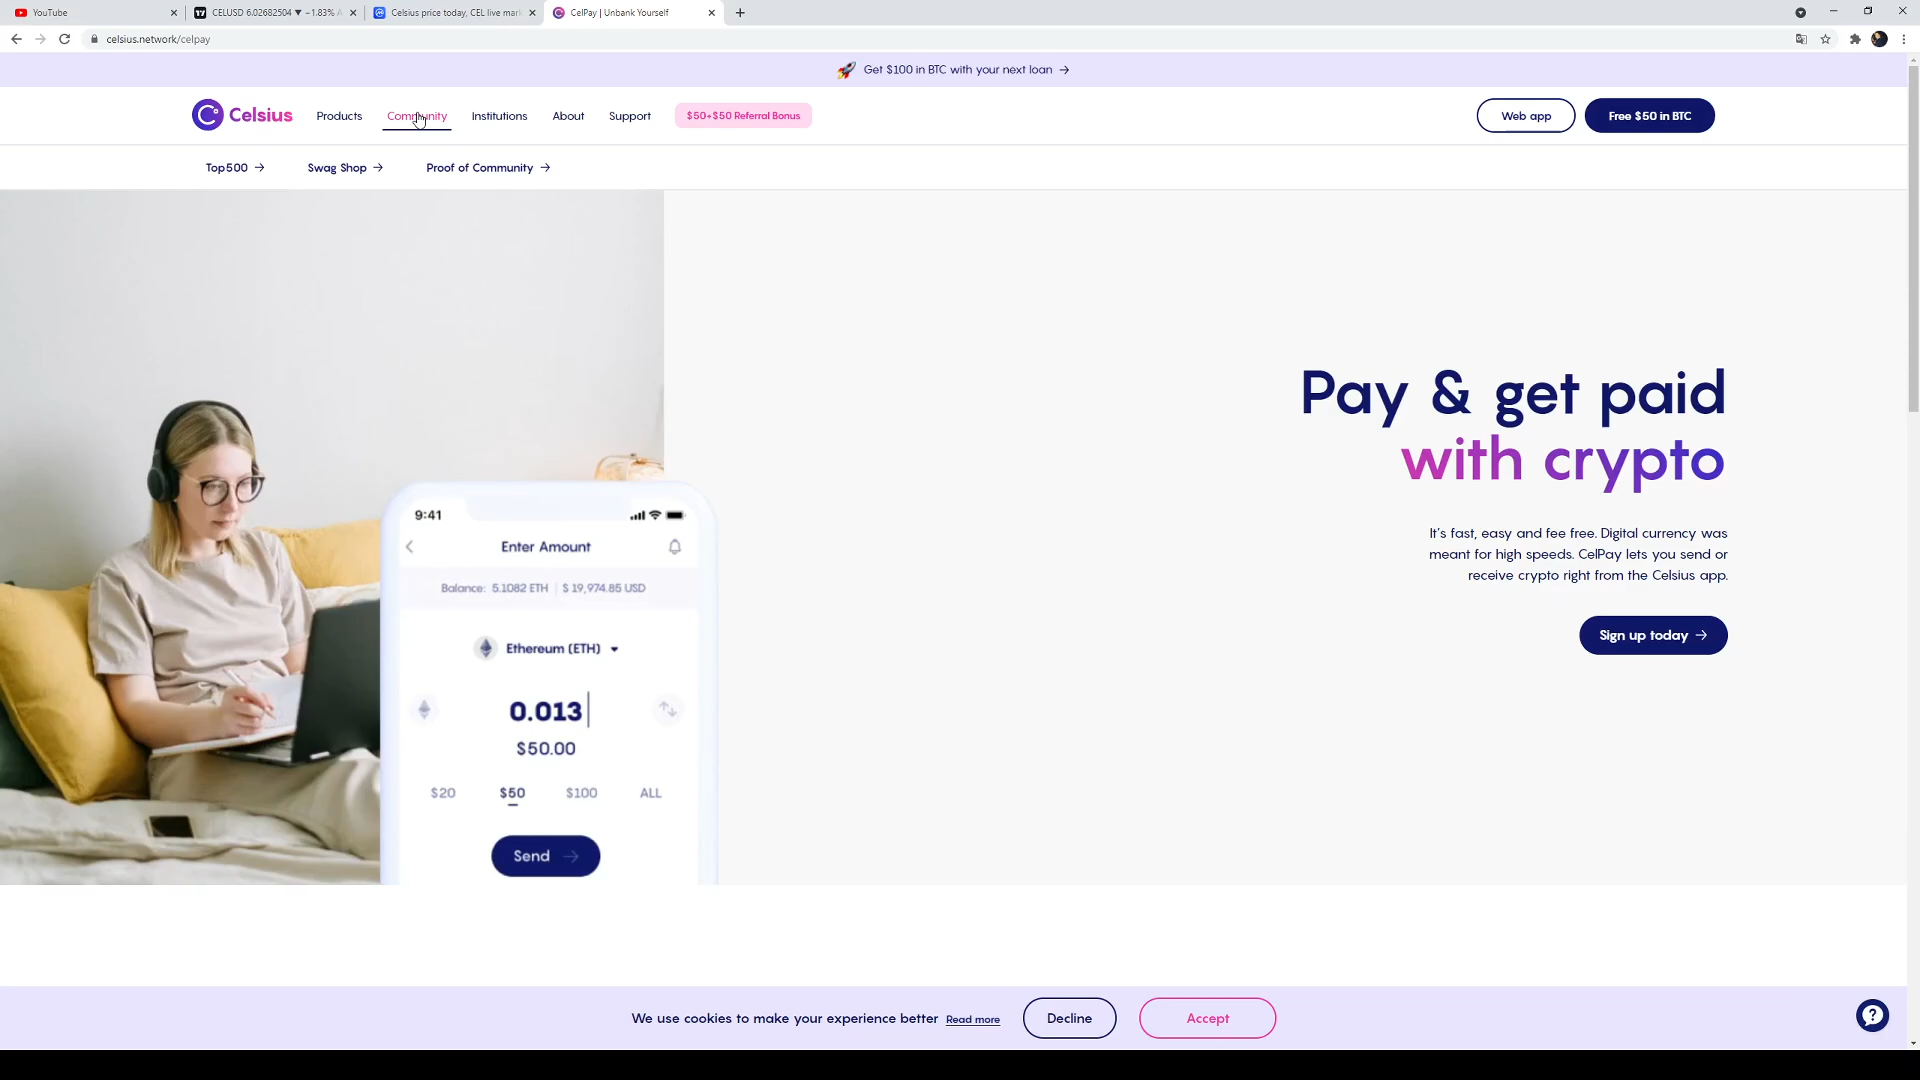 YouTube
CELUSD 6.02682504 ▼ −1.83% A
Celsius price today, CEL live mark
CelPay | Unbank Yourself
celsius.network/celpay
🚀 Get $100 in BTC with your next loan →
Celsius
Products
Community
Institutions
About
Support
$50+$50 Referral Bonus
Web app
Free $50 in BTC
Top500 →
Swag Shop →
Proof of Community →
Pay & get paid
with crypto
It's fast, easy and fee free. Digital currency was
meant for high speeds. CelPay lets you send or
receive crypto right from the Celsius app.
Sign up today →
9:41
Enter Amount
Balance: 5.1082 ETH | $ 19,974.85 USD
Ethereum (ETH)
0.013
$50.00
$20 $50 $100 ALL
Send →
We use cookies to make your experience better Read more
Decline
Accept
?